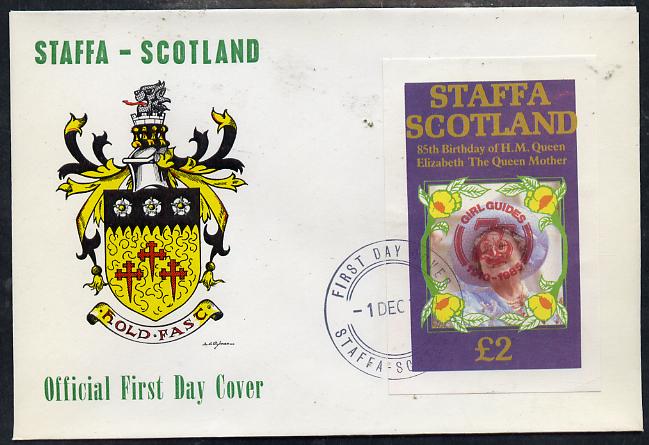 STAFFA - SCOTLAND
HOLD · FAST
Official First Day Cover
STAFFA
SCOTLAND
85th Birthday of H.M. Queen
Elizabeth The Queen Mother
GIRL GUIDES
75
1910-1985
£2
FIRST DAY COVER
- 1 DEC
STAFFA-SC